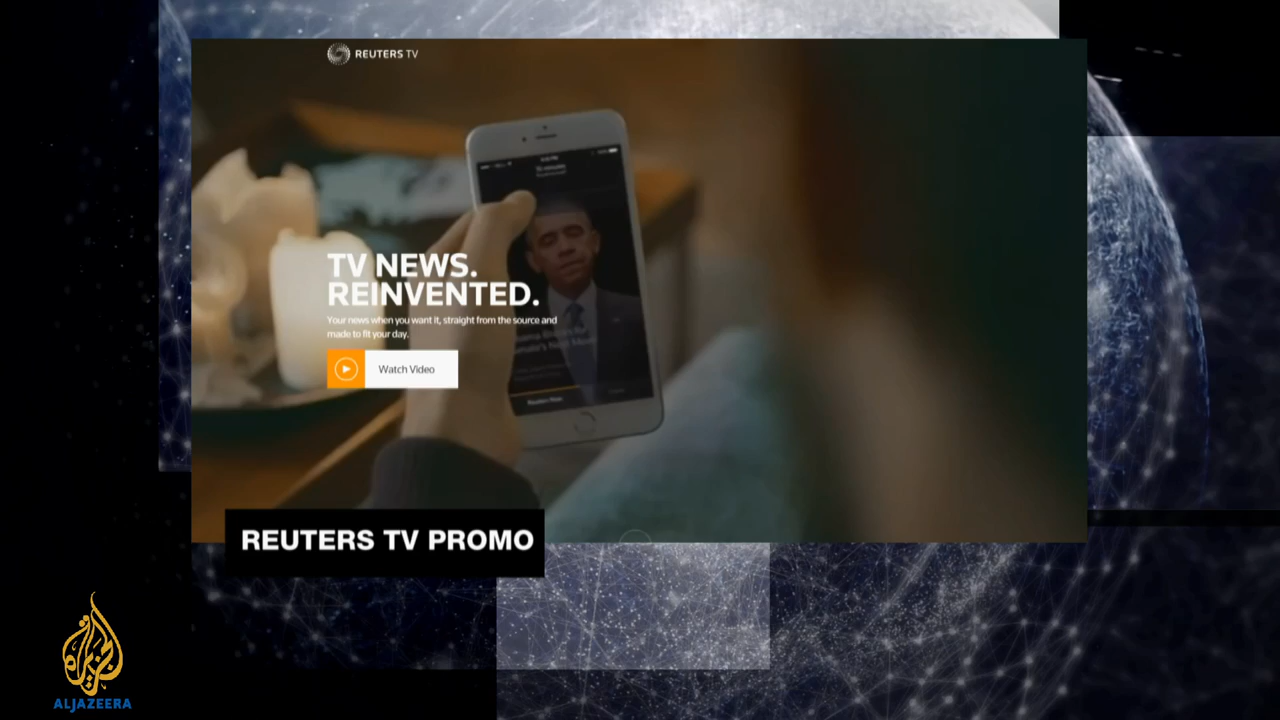 REUTERS TV
TV NEWS.
REINVENTED.
Your news when you want it, straight from the source and
made to fit your day.
Watch Video
REUTERS TV PROMO
الجزيرة
ALJAZEERA